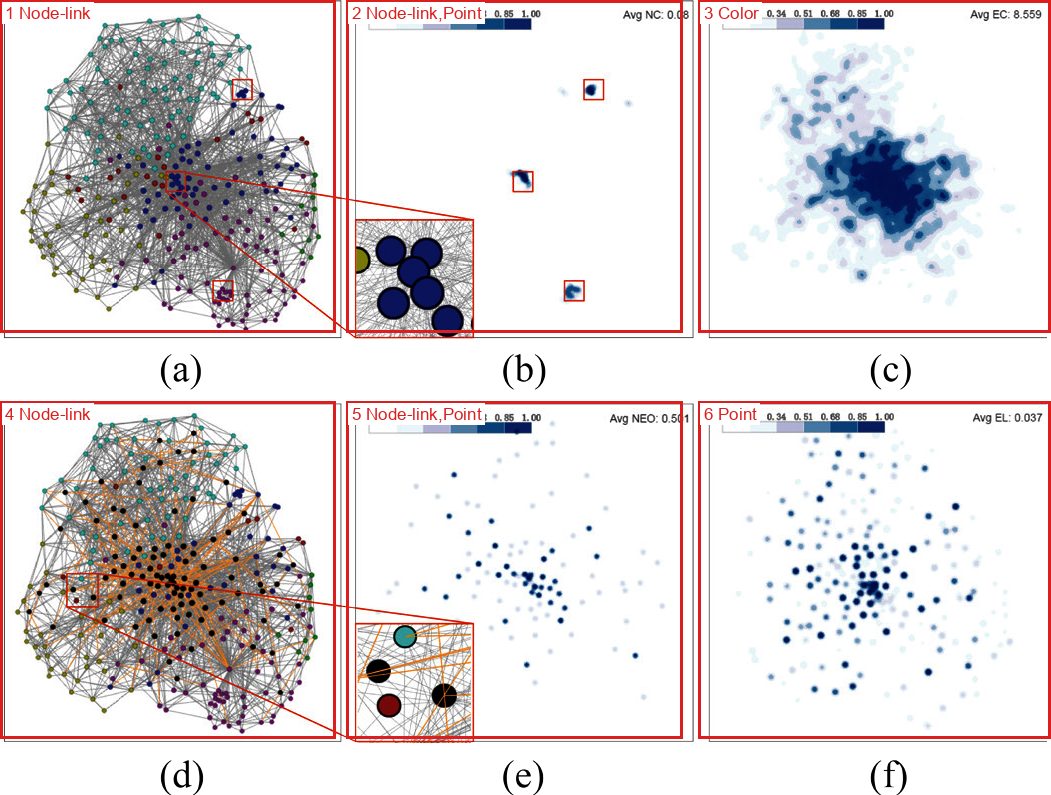 1 Node-link
2 Node-link,Point
0.85 1.00
Avg NC: 0.08
3 Color
0.34 0.51 0.68 0.85 1.00
Avg EC: 8.559
(a)
(b)
(c)
4 Node-link
5 Node-link,Point
0.85 1.00
Avg NEO: 0.501
6 Point
0.34 0.51 0.68 0.85 1.00
Avg EL: 0.037
(d)
(e)
(f)